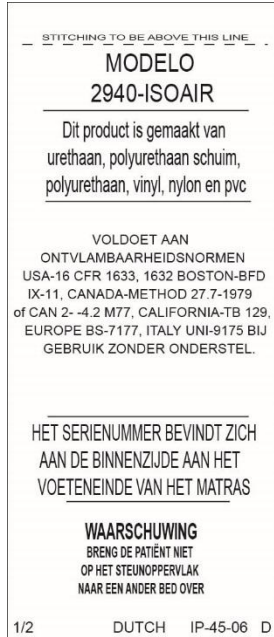 STITCHING TO BE ABOVE THIS LINE
MODELO
2940-ISOAIR
Dit product is gemaakt van
urethaan, polyurethaan schuim,
polyurethaan, vinyl, nylon en pvc
VOLDOET AAN
ONTVLAMBAARHEIDSNORMEN
USA-16 CFR 1633, 1632 BOSTON-BFD
IX-11, CANADA-METHOD 27.7-1979
of CAN 2- -4.2 M77, CALIFORNIA-TB 129,
EUROPE BS-7177, ITALY UNI-9175 BIJ
GEBRUIK ZONDER ONDERSTEL.
HET SERIENUMMER BEVINDT ZICH
AAN DE BINNENZIJDE AAN HET
VOETENEINDE VAN HET MATRAS
WAARSCHUWING
BRENG DE PATIËNT NIET
OP HET STEUNOPPERVLAK
NAAR EEN ANDER BED OVER
1/2 DUTCH IP-45-06 D